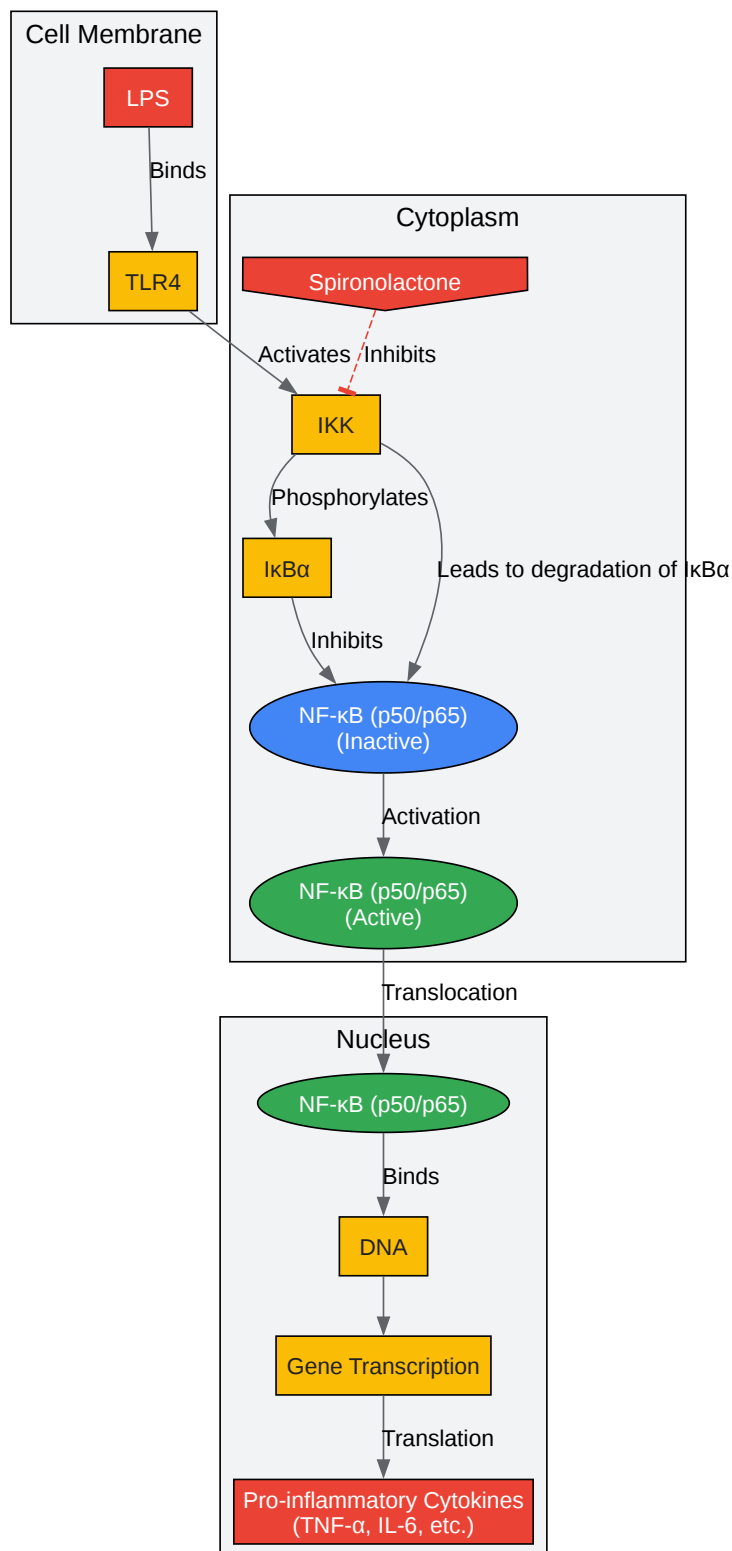 Cell Membrane
LPS
Binds
TLR4
Cytoplasm
Spironolactone
Activates
Inhibits
IKK
Phosphorylates
IκBα
Leads to degradation of IκBα
Inhibits
NF-κB (p50/p65)
(Inactive)
Activation
NF-κB (p50/p65)
(Active)
Translocation
Nucleus
NF-κB (p50/p65)
Binds
DNA
Gene Transcription
Translation
Pro-inflammatory Cytokines
(TNF-α, IL-6, etc.)